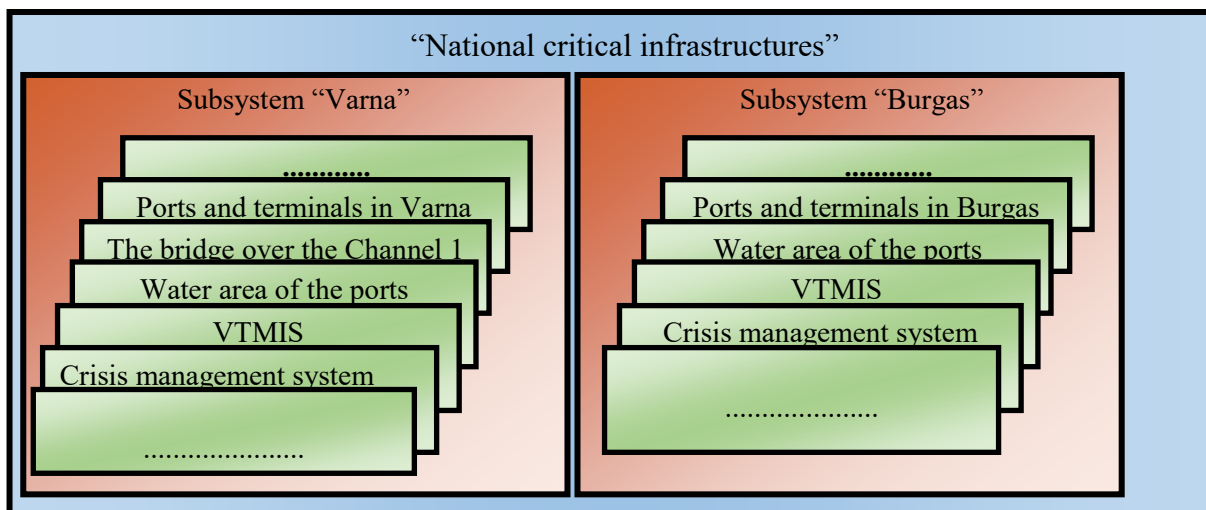 “National critical infrastructures”
Subsystem “Varna”
............
Ports and terminals in Varna
The bridge over the Channel 1
Water area of the ports
VTMIS
Crisis management system
......................
Subsystem “Burgas”
............
Ports and terminals in Burgas
Water area of the ports
VTMIS
Crisis management system
.....................